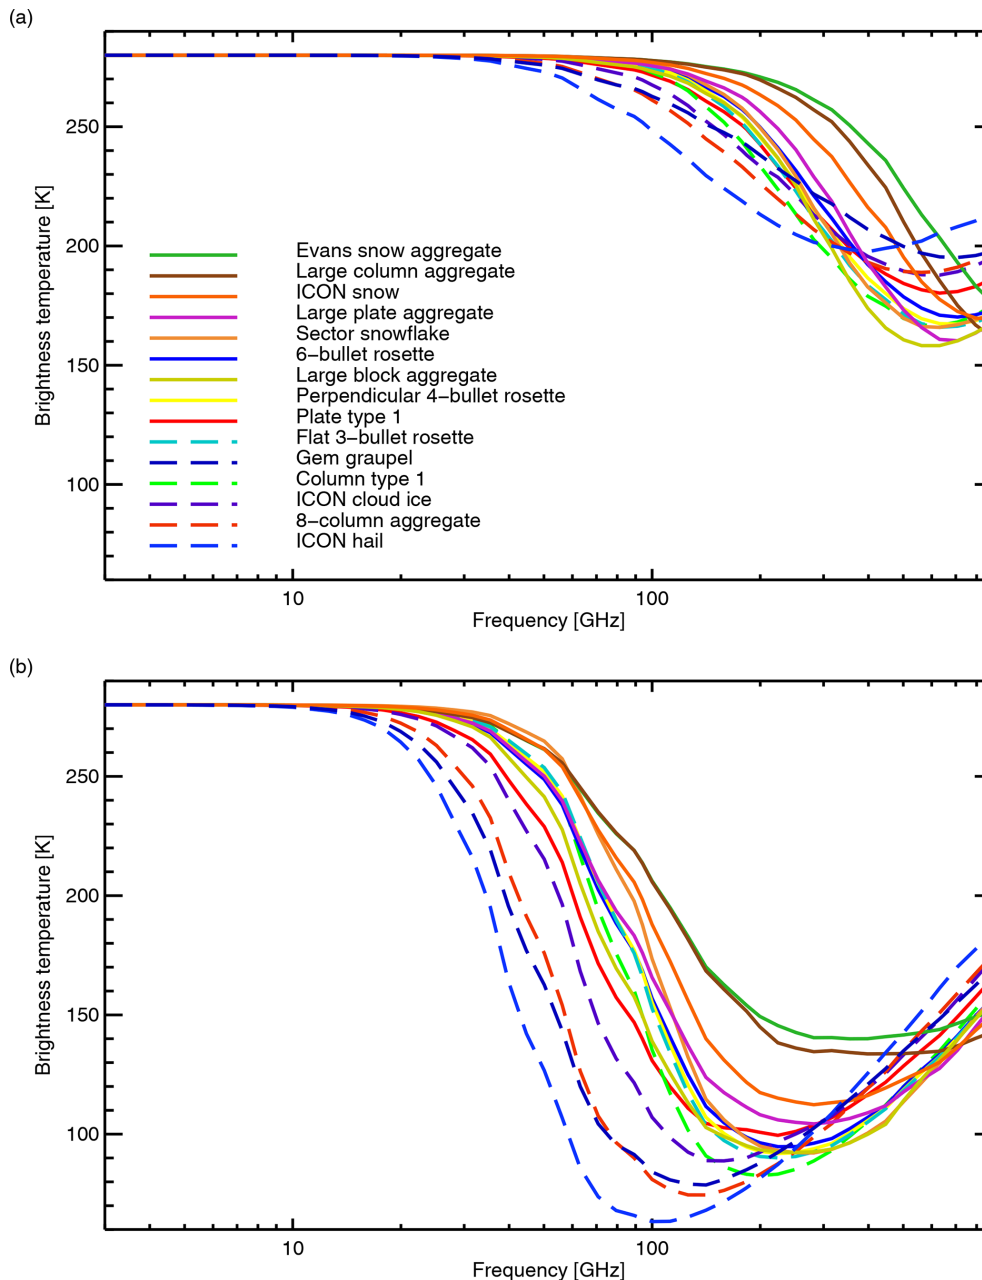 (a)
250
200
150
100
Brightness temperature [K]
Evans snow aggregate
Large column aggregate
ICON snow
Large plate aggregate
Sector snowflake
6−bullet rosette
Large block aggregate
Perpendicular 4−bullet rosette
Plate type 1
Flat 3−bullet rosette
Gem graupel
Column type 1
ICON cloud ice
8−column aggregate
ICON hail
10
100
Frequency [GHz]
(b)
250
200
150
100
Brightness temperature [K]
10
100
Frequency [GHz]